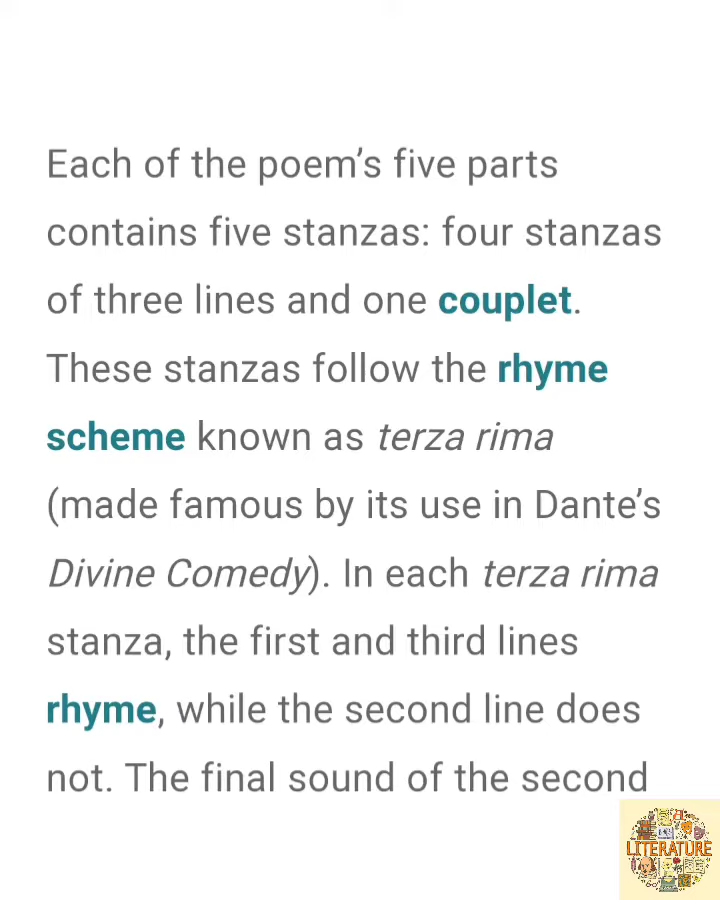 Each of the poem’s five parts
contains five stanzas: four stanzas
of three lines and one couplet.
These stanzas follow the rhyme
scheme known as terza rima
(made famous by its use in Dante’s
Divine Comedy). In each terza rima
stanza, the first and third lines
rhyme, while the second line does
not. The final sound of the second
LITERATURE